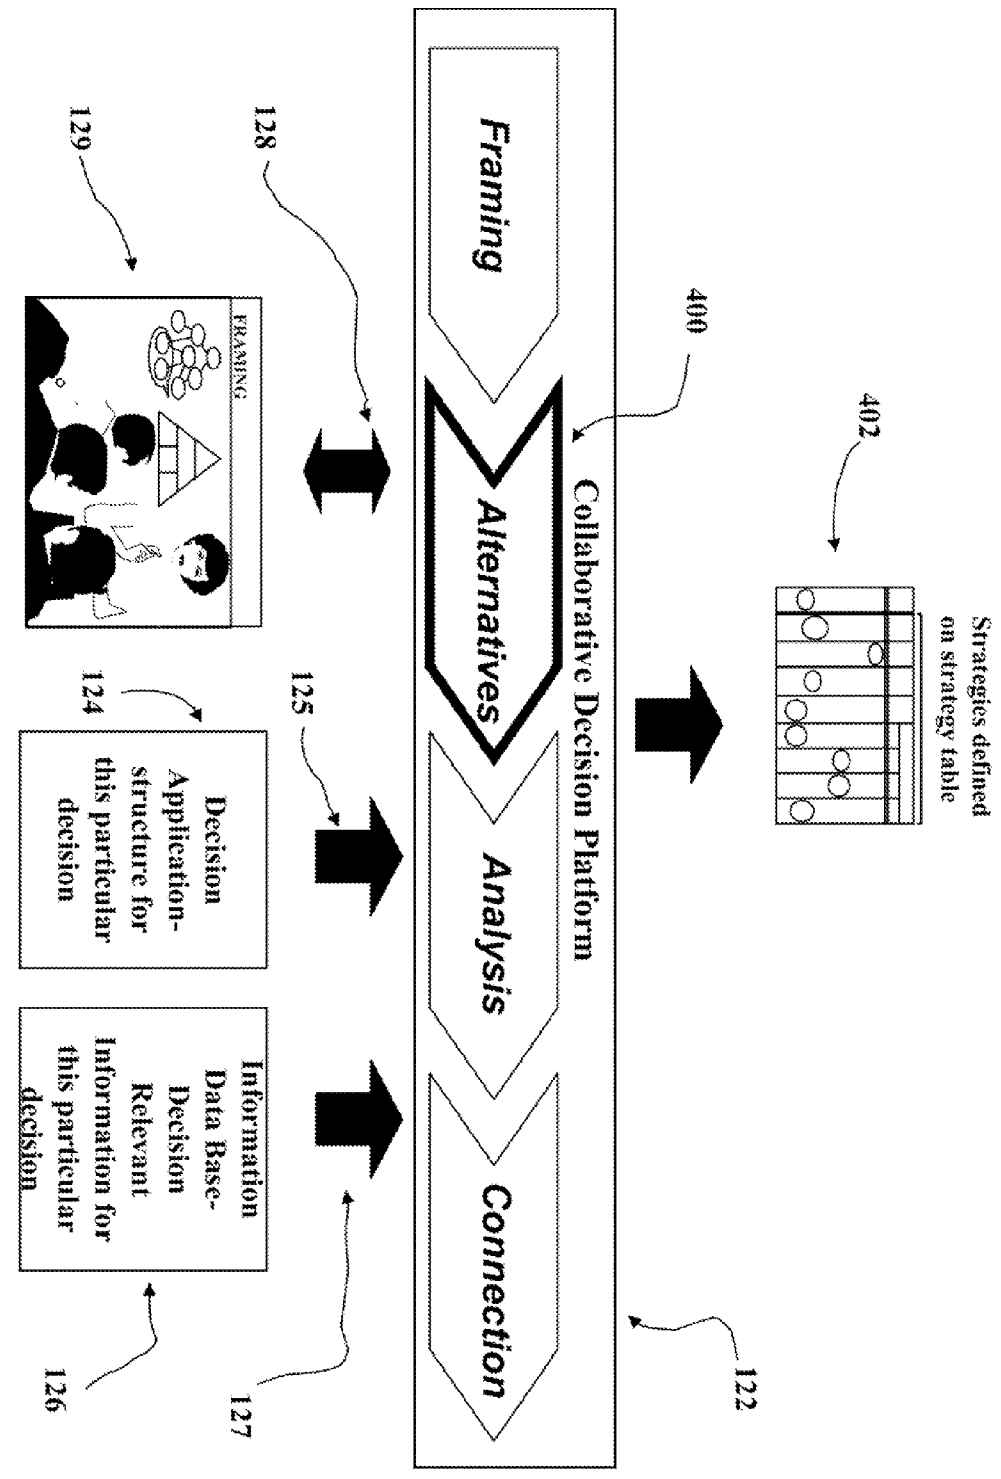 Strategies defined
on strategy table
402
400
122
Collaborative Decision Platform
Framing
Alternatives
Analysis
Connection
128
125
127
129
FRAMING
124
Decision
Application-
structure for
this particular
decision
Information
Data Base-
Decision
Relevant
Information for
this particular
decision
126